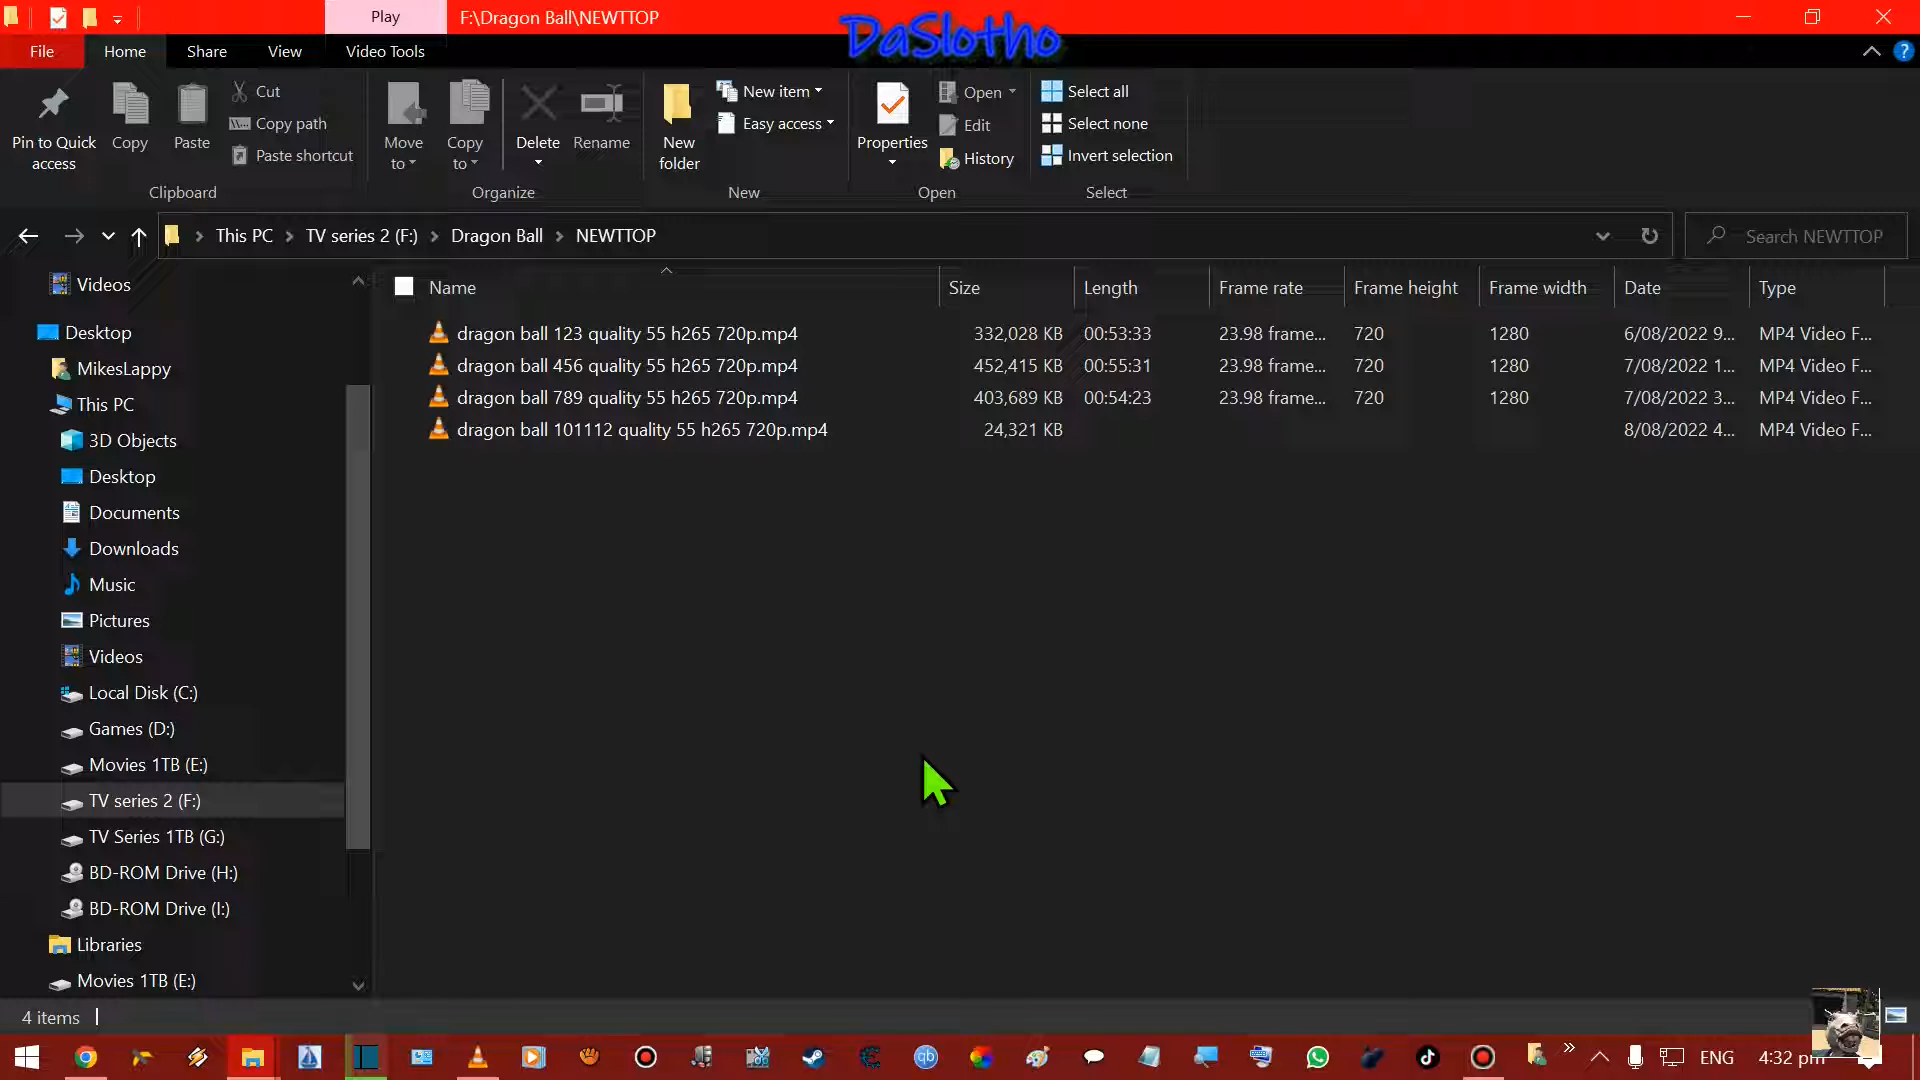 Play
F:\Dragon Ball\NEWTTOP
DaSlotho
File
Home
Share
View
Video Tools
Pin to Quick access
Copy
Paste
Cut
Copy path
Paste shortcut
Clipboard
Move to
Copy to
Delete
Rename
Organize
New folder
New item
Easy access
New
Properties
Open
Edit
History
Open
Select all
Select none
Invert selection
Select
This PC
TV series 2 (F:)
Dragon Ball
NEWTTOP
Search NEWTTOP
Name Size Length Frame rate Frame height Frame width Date Type
dragon ball 123 quality 55 h265 720p.mp4 332,028 KB 00:53:33 23.98 frame... 720 1280 6/08/2022 9... MP4 Video F...
dragon ball 456 quality 55 h265 720p.mp4 452,415 KB 00:55:31 23.98 frame... 720 1280 7/08/2022 1... MP4 Video F...
dragon ball 789 quality 55 h265 720p.mp4 403,689 KB 00:54:23 23.98 frame... 720 1280 7/08/2022 3... MP4 Video F...
dragon ball 101112 quality 55 h265 720p.mp4 24,321 KB 8/08/2022 4... MP4 Video F...
Videos
Desktop
MikesLappy
This PC
3D Objects
Desktop
Documents
Downloads
Music
Pictures
Videos
Local Disk (C:)
Games (D:)
Movies 1TB (E:)
TV series 2 (F:)
TV Series 1TB (G:)
BD-ROM Drive (H:)
BD-ROM Drive (I:)
Libraries
Movies 1TB (E:)
4 items
qb
ENG
4:32 pm